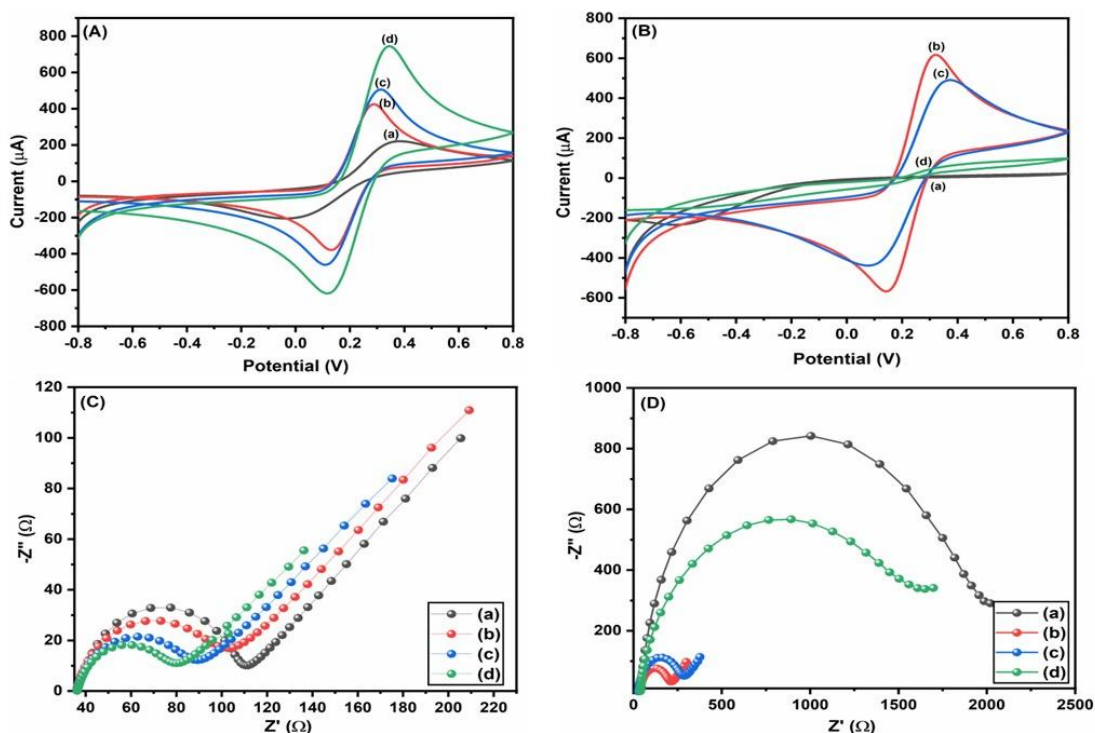 (A)
Current (μA)
800
600
400
200
0
-200
-400
-600
-800
(d)
(c)
(b)
(a)
-0.8 -0.6 -0.4 -0.2 0.0 0.2 0.4 0.6 0.8
Potential (V)
(B)
Current (μA)
800
600
400
200
0
-200
-400
-600
(b)
(c)
(d)
(a)
-0.8 -0.6 -0.4 -0.2 0.0 0.2 0.4 0.6 0.8
Potential (V)
(C)
-Z'' (Ω)
120
100
80
60
40
20
0
(a)
(b)
(c)
(d)
40 60 80 100 120 140 160 180 200 220
Z' (Ω)
(D)
-Z'' (Ω)
1000
800
600
400
200
(a)
(b)
(c)
(d)
0 500 1000 1500 2000 2500
Z' (Ω)